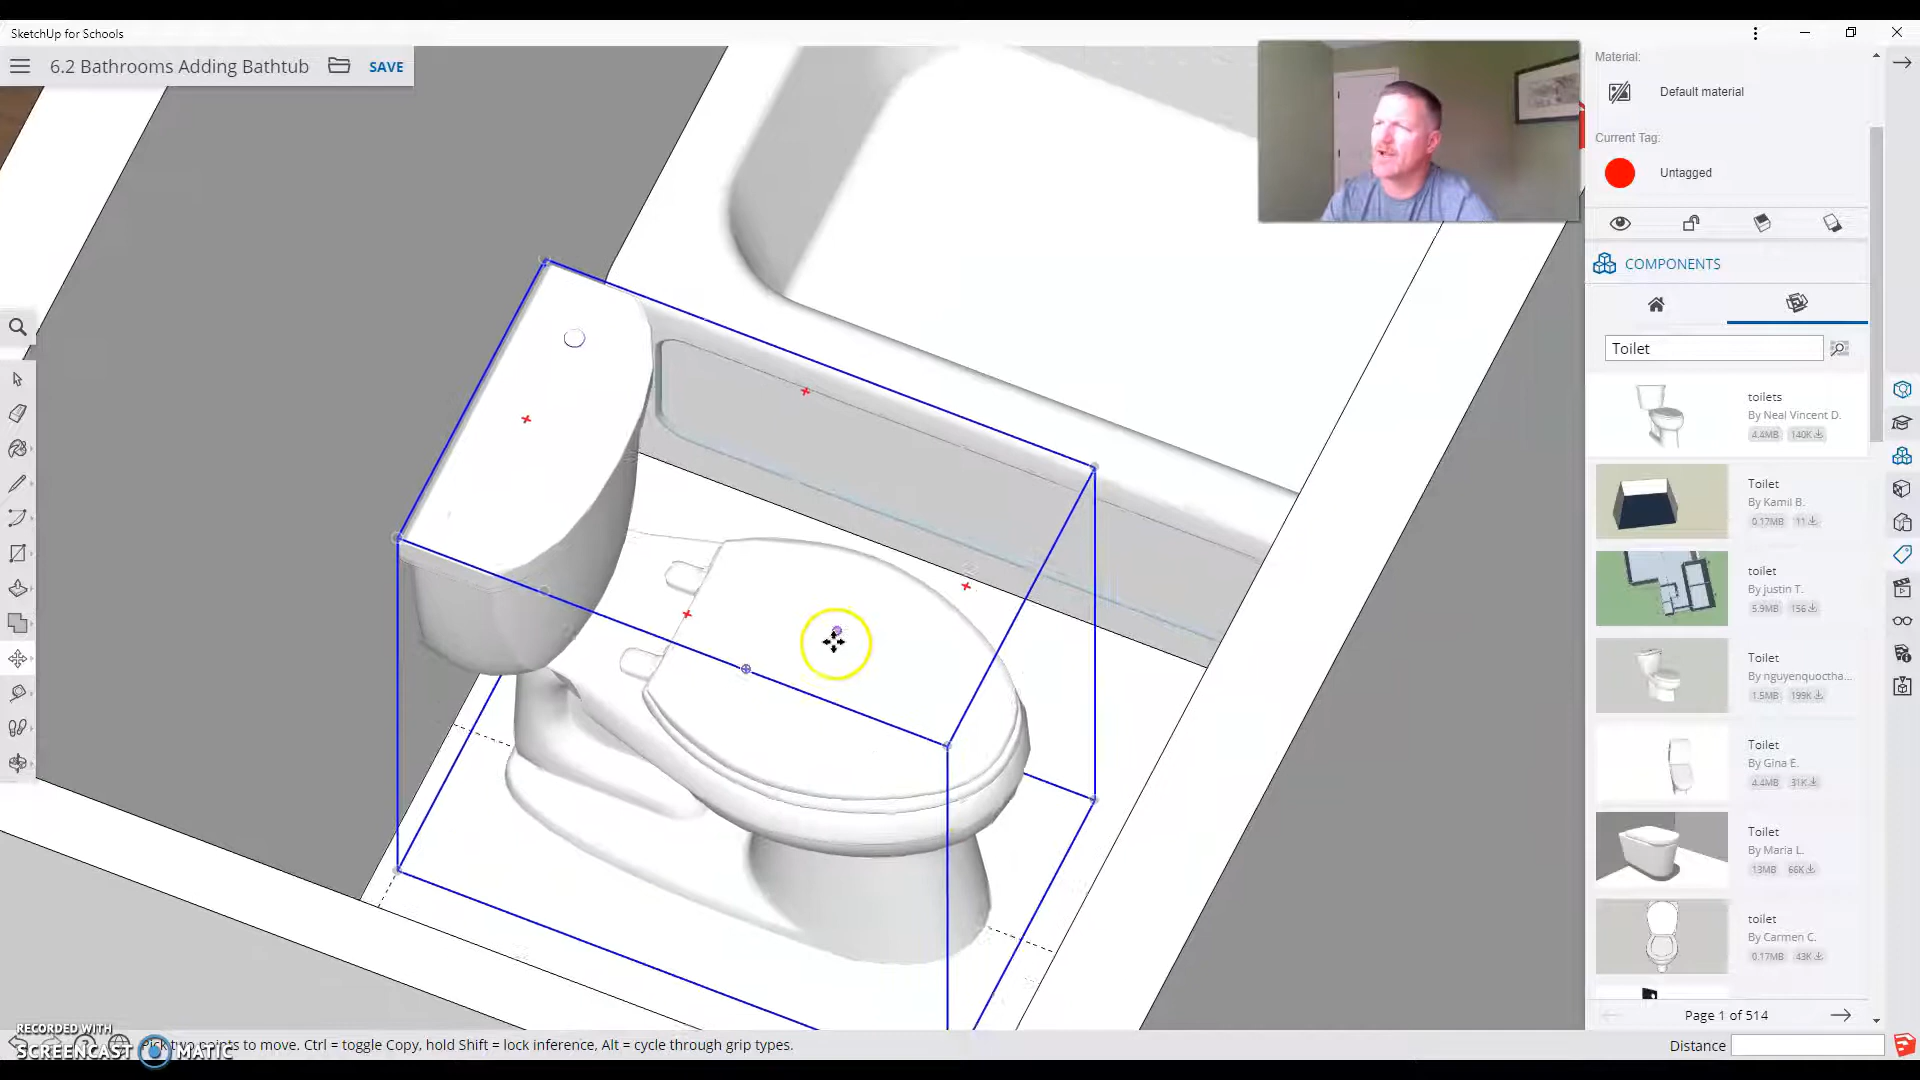 SketchUp for Schools
6.2 Bathrooms Adding Bathtub SAVE
Material:
Default material
Current Tag:
Untagged
COMPONENTS
Toilet
toilets
By Neal Vincent D.
4.4MB 140K
Toilet
By Kamil B.
0.17MB 11
toilet
By justin T.
5.9MB 156
Toilet
By nguyenquoctha...
1.5MB 199K
Toilet
By Gina E.
4.4MB 31K
Toilet
By Maria L.
13MB 66K
toilet
By Carmen C.
0.17MB 43K
Page 1 of 514
RECORDED WITH
SCREENCAST MATIC
two points to move. Ctrl = toggle Copy, hold Shift = lock inference, Alt = cycle through grip types.
Distance